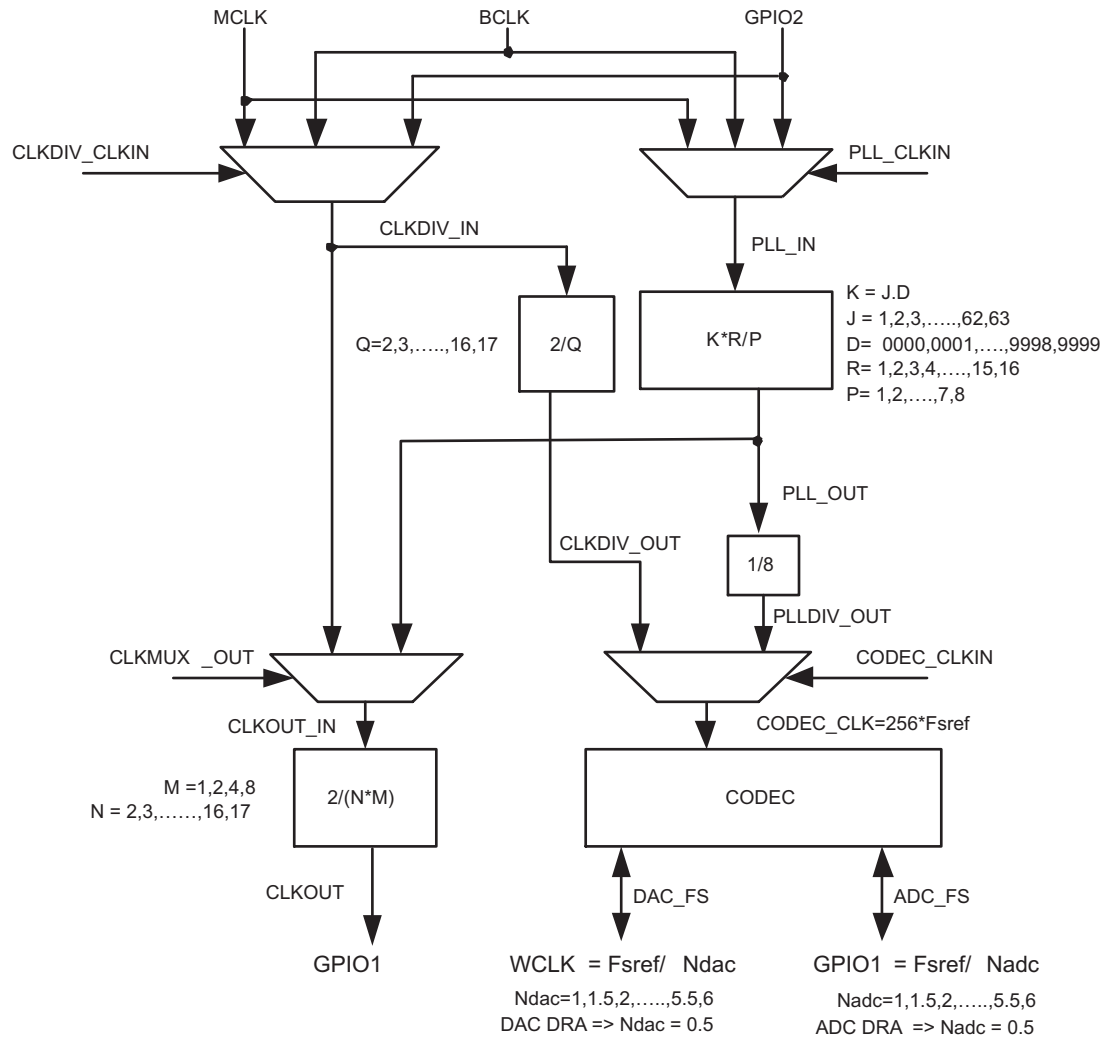 MCLK
BCLK
GPIO2
CLKDIV_CLKIN
PLL_CLKIN
CLKDIV_IN
PLL_IN
Q=2,3,…..,16,17
2/Q
K*R/P
K = J.D
J = 1,2,3,…..,62,63
D= 0000,0001,….,9998,9999
R= 1,2,3,4,….,15,16
P= 1,2,….,7,8
PLL_OUT
CLKDIV_OUT
1/8
PLLDIV_OUT
CLKMUX _OUT
CODEC_CLKIN
CLKOUT_IN
CODEC_CLK=256*Fsref
M =1,2,4,8
N = 2,3,……,16,17
2/(N*M)
CODEC
CLKOUT
DAC_FS
ADC_FS
GPIO1
WCLK = Fsref/ Ndac
GPIO1 = Fsref/ Nadc
Ndac=1,1.5,2,…..,5.5,6
DAC DRA => Ndac = 0.5
Nadc=1,1.5,2,…..,5.5,6
ADC DRA => Nadc = 0.5